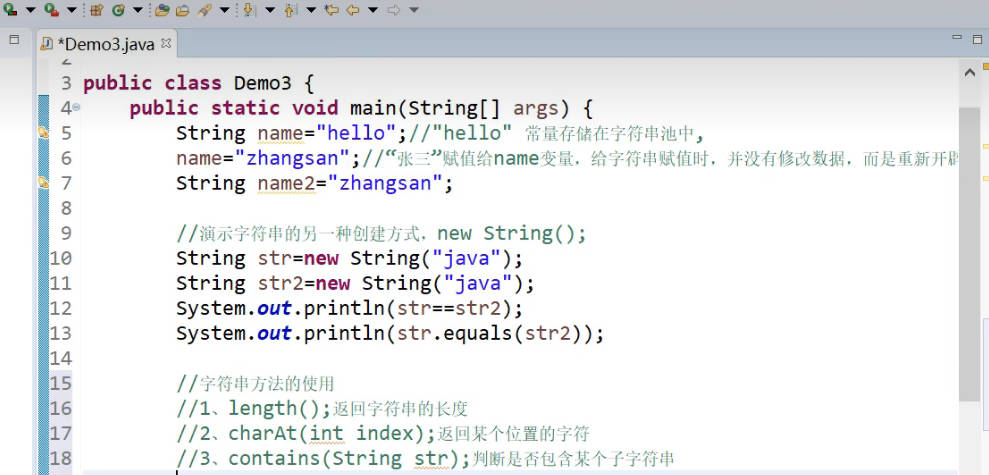 *Demo3.java
2
3 public class Demo3 {
4 public static void main(String[] args) {
5 String name="hello";//"hello" 常量存储在字符串池中,
6 name="zhangsan";//“张三”赋值给name变量，给字符串赋值时，并没有修改数据，而是重新开辟
7 String name2="zhangsan";
8
9 //演示字符串的另一种创建方式，new String();
10 String str=new String("java");
11 String str2=new String("java");
12 System.out.println(str==str2);
13 System.out.println(str.equals(str2));
14
15 //字符串方法的使用
16 //1、length();返回字符串的长度
17 //2、charAt(int index);返回某个位置的字符
18 //3、contains(String str);判断是否包含某个子字符串